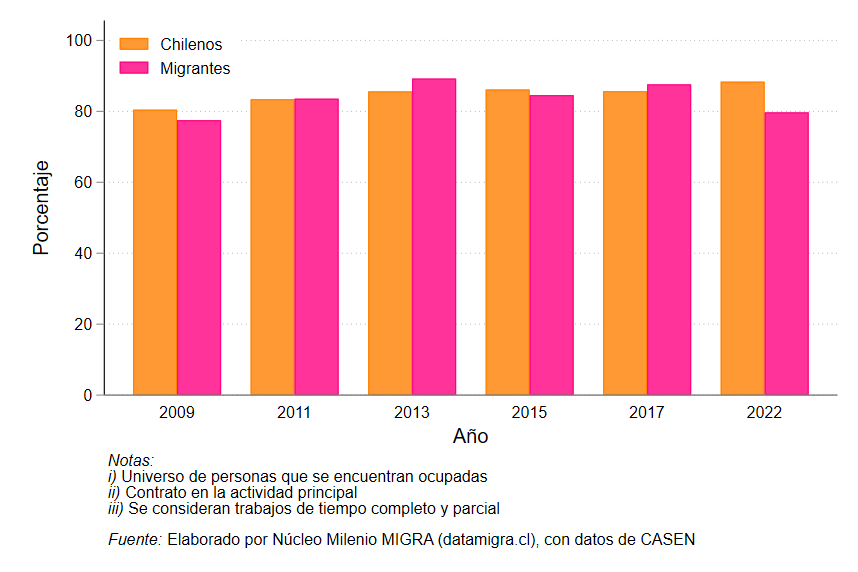 100
80
60
40
20
0
Porcentaje
Chilenos
Migrantes
2009 2011 2013 2015 2017 2022
Año
Notas:
i) Universo de personas que se encuentran ocupadas
ii) Contrato en la actividad principal
iii) Se consideran trabajos de tiempo completo y parcial
Fuente: Elaborado por Núcleo Milenio MIGRA (datamigra.cl), con datos de CASEN